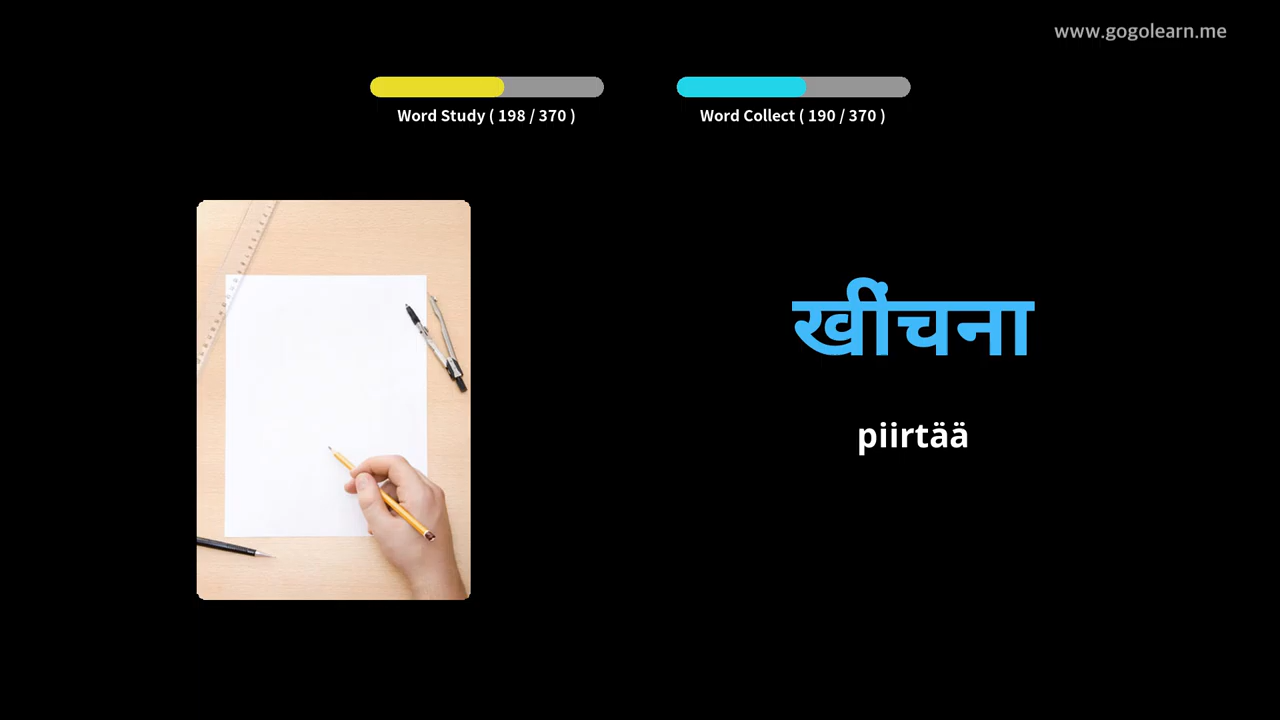 www.gogolearn.me
Word Study ( 198 / 370 )
Word Collect ( 190 / 370 )
खींचना
piirtää